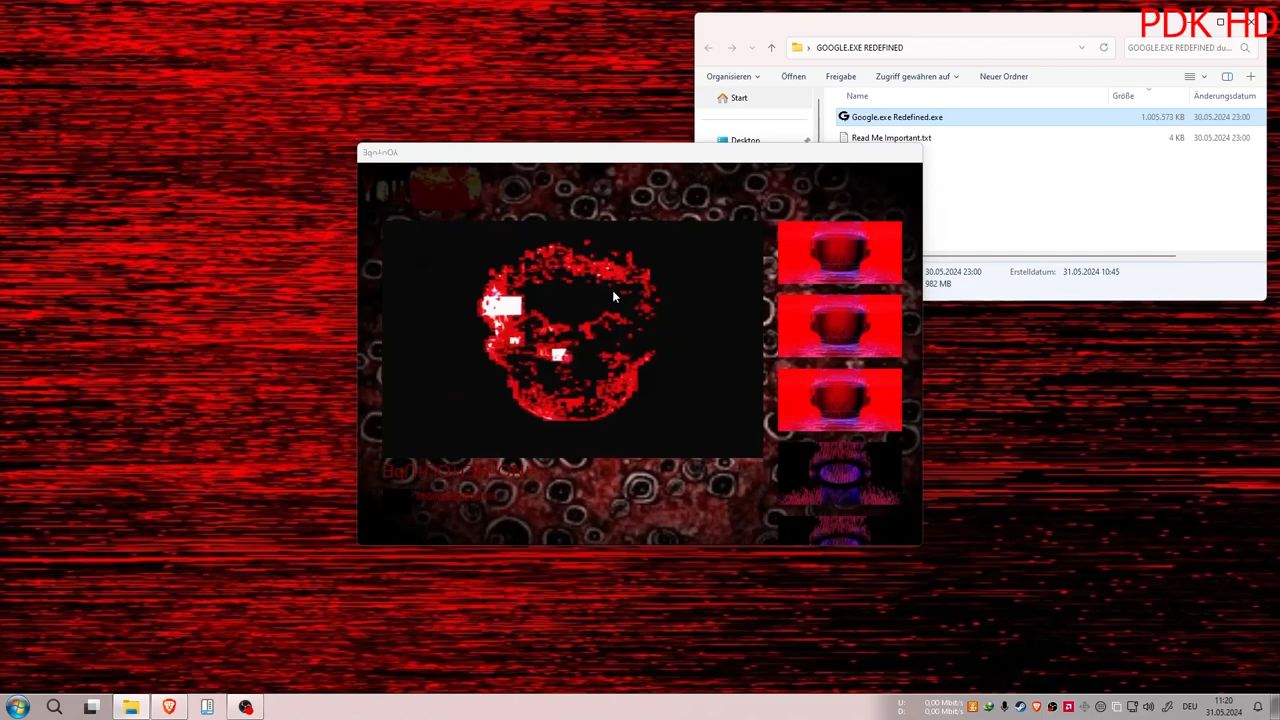 PDK HD
GOOGLE.EXE REDEFINED
GOOGLE.EXE REDEFINED du...
Organisieren
Öffnen
Freigabe
Zugriff gewähren auf
Neuer Ordner
Start
Desktop
Name
Größe
Änderungsdatum
Google.exe Redefined.exe
1.005.573 KB
30.05.2024 23:00
Read Me Important.txt
4 KB
30.05.2024 23:00
30.05.2024 23:00
Erstelldatum: 31.05.2024 10:45
982 MB
U: 0,00 Mbit/s
D: 0,00 Mbit/s
DEU
11:20
31.05.2024